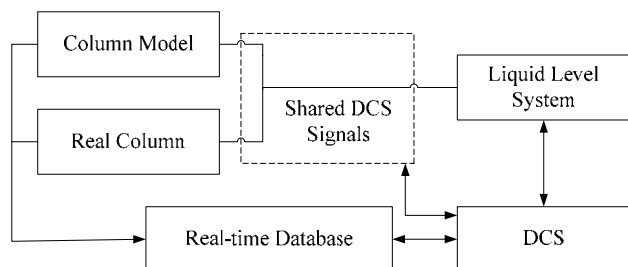 Column Model
Liquid Level
System
Shared DCS
Signals
Real Column
Real-time Database
DCS